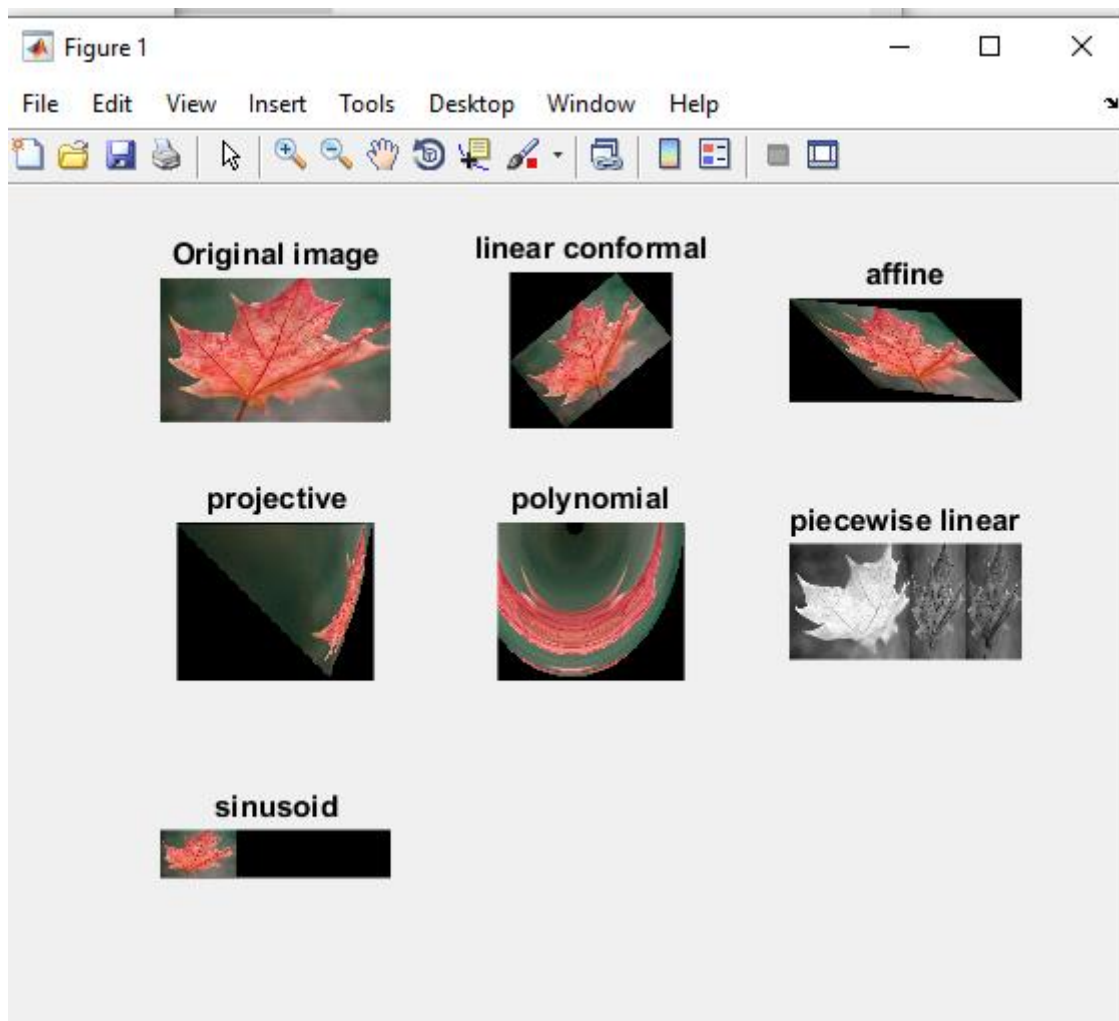 Figure 1
File Edit View Insert Tools Desktop Window Help
Original image
linear conformal
affine
projective
polynomial
piecewise linear
sinusoid